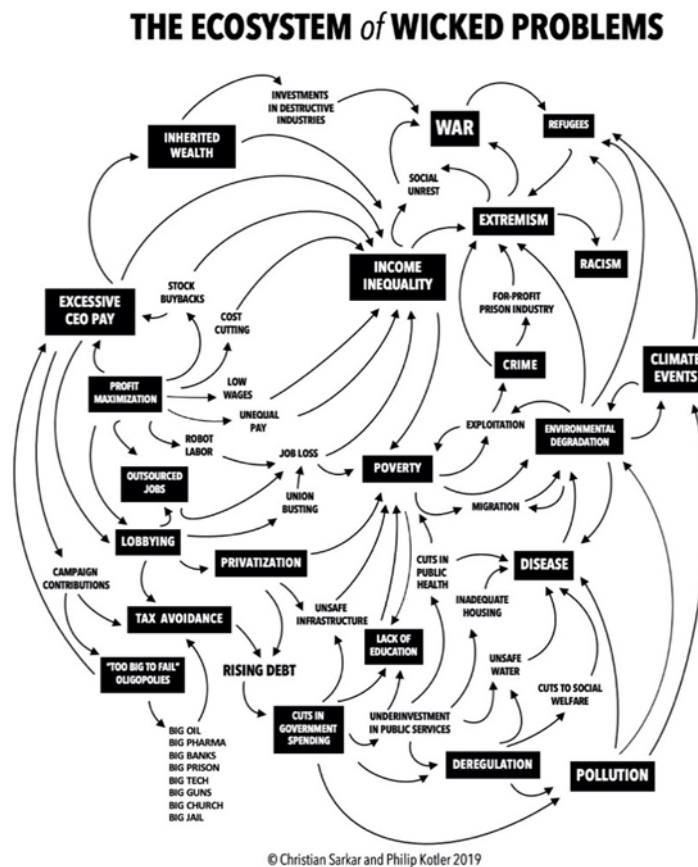 THE ECOSYSTEM of WICKED PROBLEMS
INVESTMENTS
IN DESTRUCTIVE
INDUSTRIES
INHERITED
WEALTH
WAR
REFUGEES
SOCIAL
UNREST
EXTREMISM
RACISM
INCOME
INEQUALITY
EXCESSIVE
CEO PAY
STOCK
BUYBACKS
COST
CUTTING
FOR-PROFIT
PRISON INDUSTRY
CRIME
CLIMATE
EVENTS
PROFIT
MAXIMIZATION
LOW
WAGES
UNEQUAL
PAY
EXPLOITATION
ENVIRONMENTAL
DEGRADATION
ROBOT
LABOR
JOB LOSS
POVERTY
OUTSOURCED
JOBS
UNION
BUSTING
MIGRATION
LOBBYING
PRIVATIZATION
CUTS IN
PUBLIC
HEALTH
DISEASE
CAMPAIGN
CONTRIBUTIONS
TAX AVOIDANCE
UNSAFE
INFRASTRUCTURE
INADEQUATE
HOUSING
LACK OF
EDUCATION
"TOO BIG TO FAIL"
OLIGOPOLIES
RISING DEBT
UNSAFE
WATER
CUTS TO SOCIAL
WELFARE
CUTS IN
GOVERNMENT
SPENDING
UNDERINVESTMENT
IN PUBLIC SERVICES
DEREGULATION
POLLUTION
BIG OIL
BIG PHARMA
BIG BANKS
BIG PRISON
BIG TECH
BIG GUNS
BIG CHURCH
BIG JAIL
© Christian Sarkar and Philip Kotler 2019